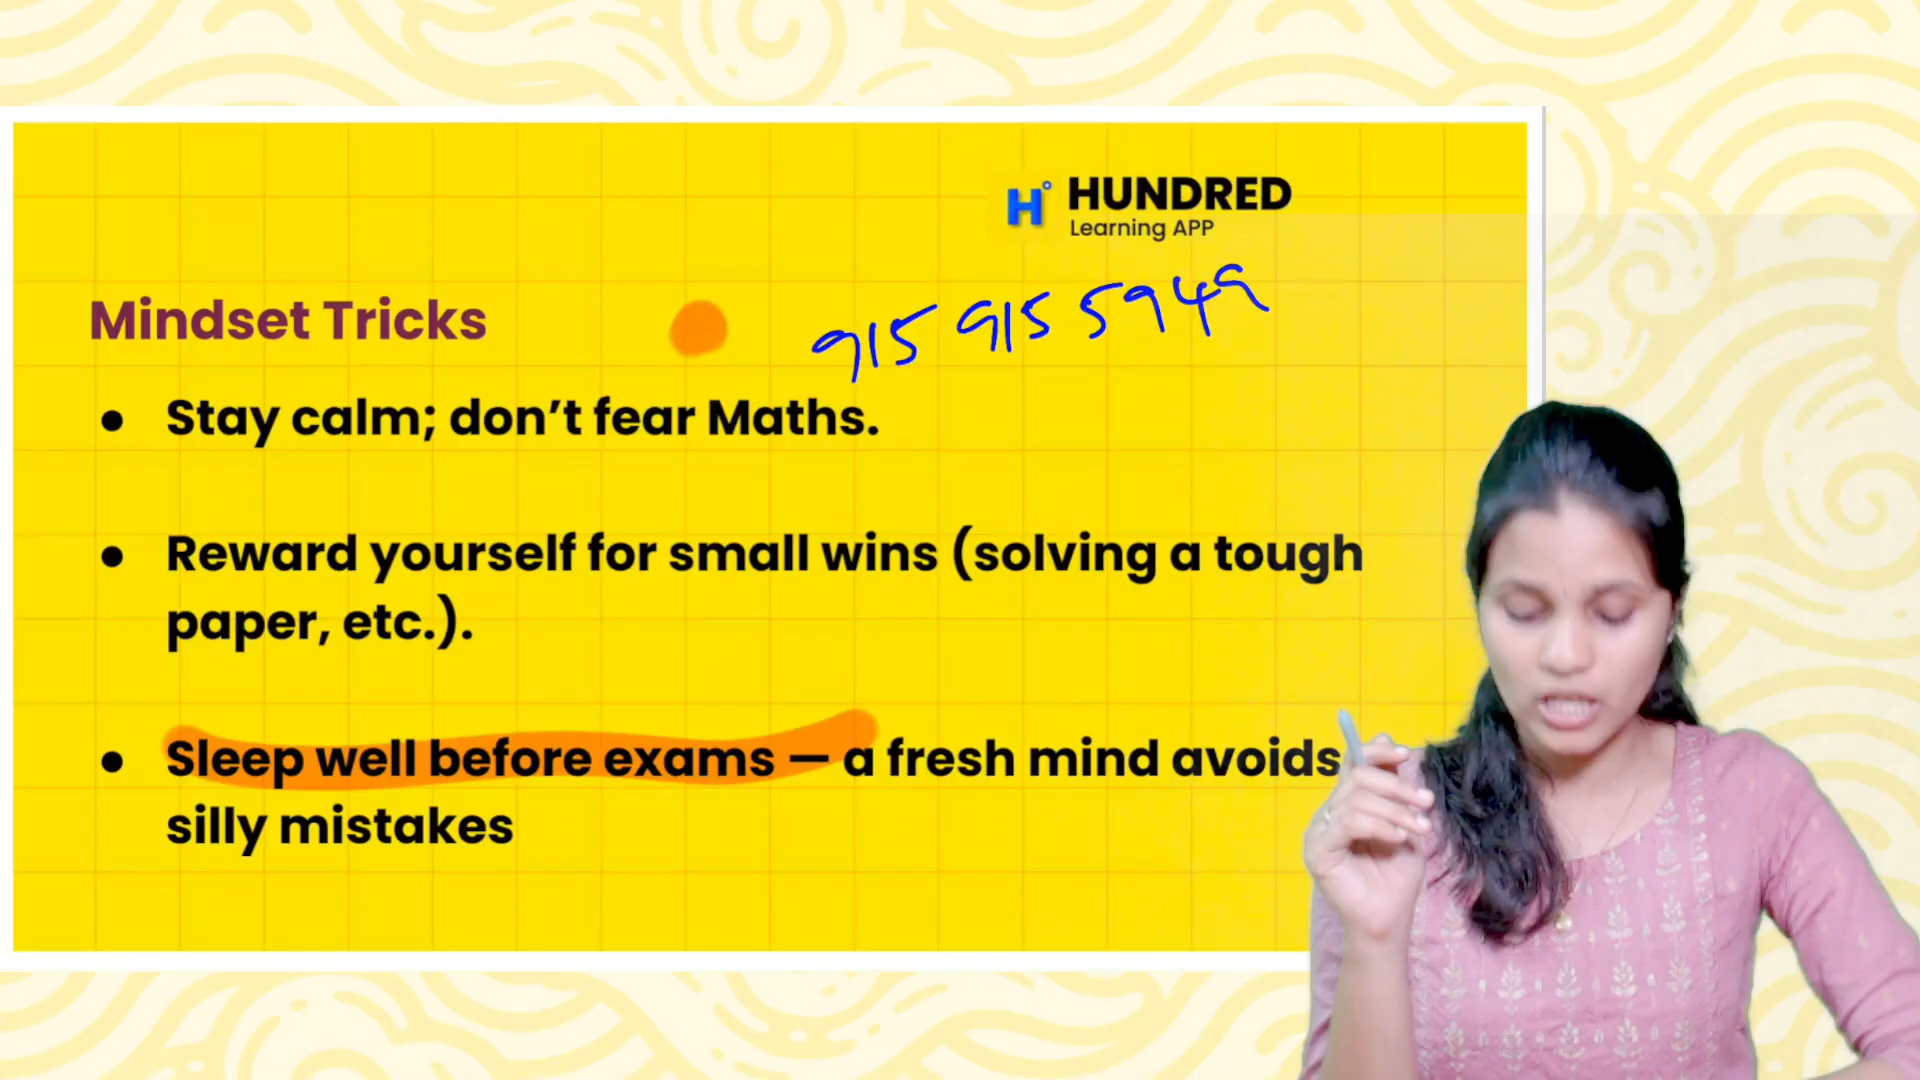 HUNDRED
Learning APP
915 915 5949
Mindset Tricks
● Stay calm; don’t fear Maths.
● Reward yourself for small wins (solving a tough
paper, etc.).
● Sleep well before exams — a fresh mind avoids
silly mistakes